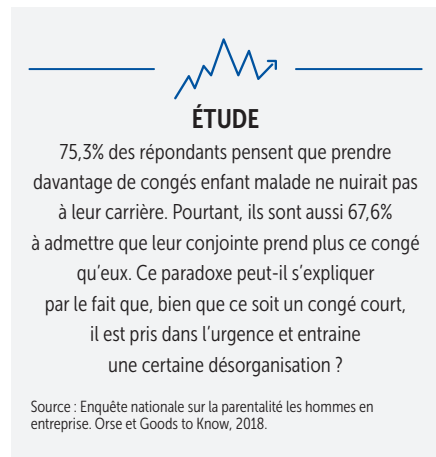 ÉTUDE
75,3% des répondants pensent que prendre
davantage de congés enfant malade ne nuirait pas
à leur carrière. Pourtant, ils sont aussi 67,6%
à admettre que leur conjointe prend plus ce congé
qu’eux. Ce paradoxe peut-il s’expliquer
par le fait que, bien que ce soit un congé court,
il est pris dans l’urgence et entraine
une certaine désorganisation ?
Source : Enquête nationale sur la parentalité les hommes en
entreprise. Orse et Goods to Know, 2018.